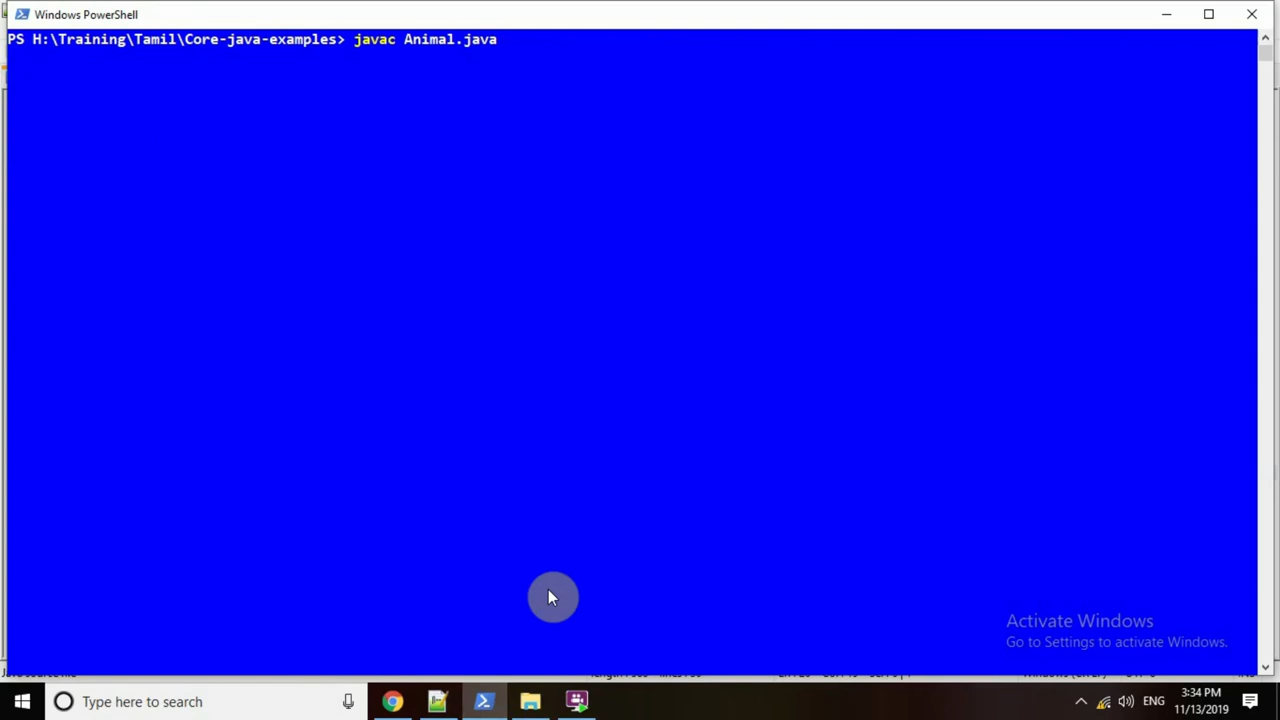 Windows PowerShell
PS H:\Training\Tamil\Core-java-examples> javac Animal.java
Activate Windows
Go to Settings to activate Windows.
Type here to search
ENG
3:34 PM
11/13/2019